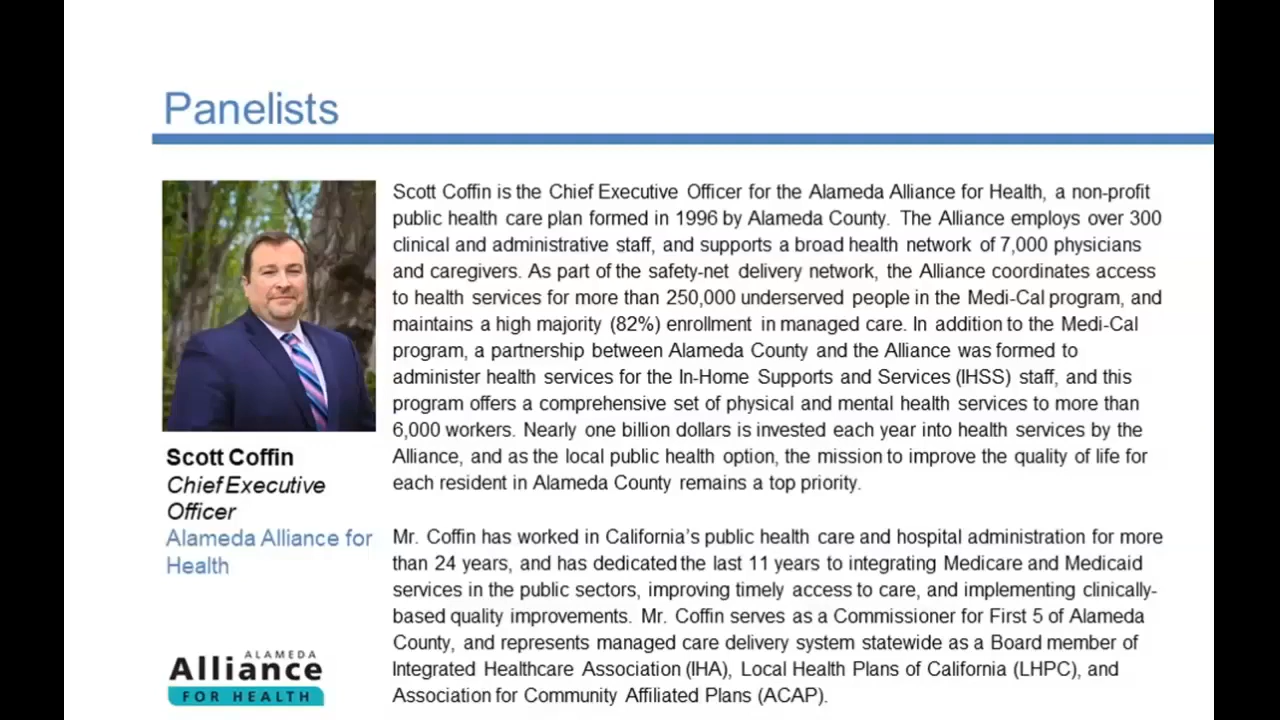 Panelists
Scott Coffin is the Chief Executive Officer for the Alameda Alliance for Health, a non-profit
public health care plan formed in 1996 by Alameda County. The Alliance employs over 300
clinical and administrative staff, and supports a broad health network of 7,000 physicians
and caregivers. As part of the safety-net delivery network, the Alliance coordinates access
to health services for more than 250,000 underserved people in the Medi-Cal program, and
maintains a high majority (82%) enrollment in managed care. In addition to the Medi-Cal
program, a partnership between Alameda County and the Alliance was formed to
administer health services for the In-Home Supports and Services (IHSS) staff, and this
program offers a comprehensive set of physical and mental health services to more than
6,000 workers. Nearly one billion dollars is invested each year into health services by the
Alliance, and as the local public health option, the mission to improve the quality of life for
each resident in Alameda County remains a top priority.
Mr. Coffin has worked in California's public health care and hospital administration for more
than 24 years, and has dedicated the last 11 years to integrating Medicare and Medicaid
services in the public sectors, improving timely access to care, and implementing clinically-
based quality improvements. Mr. Coffin serves as a Commissioner for First 5 of Alameda
County, and represents managed care delivery system statewide as a Board member of
Integrated Healthcare Association (IHA), Local Health Plans of California (LHPC), and
Association for Community Affiliated Plans (ACAP).
Scott Coffin
Chief Executive
Officer
Alameda Alliance for
Health
ALAMEDA
Alliance
FOR HEALTH